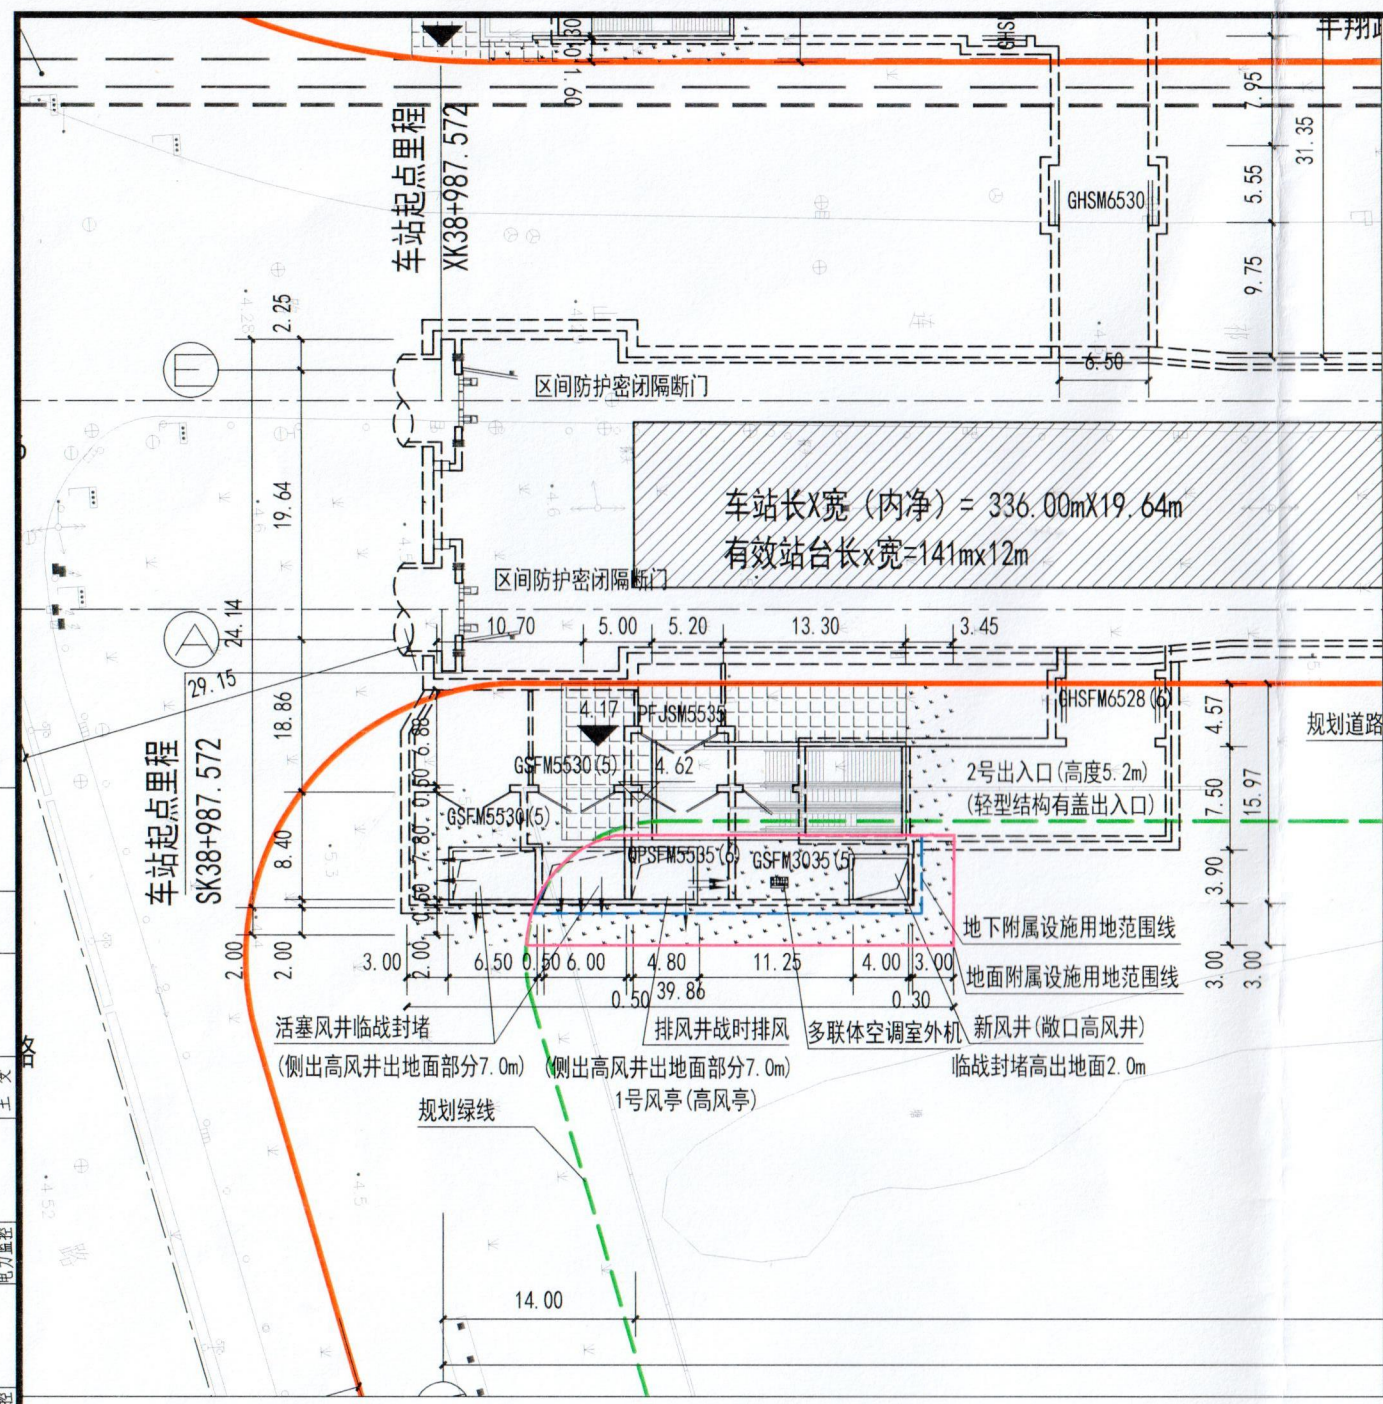 车站起点里程
XK38+987.572
1.60
7.95
31.35
5.55
9.75
GHSM6530
6.50
2.25
19.64
24.14
区间防护密闭隔断门
车站长X宽（内净）= 336.00mX19.64m
有效站台长x宽=141mx12m
区间防护密闭隔断门
10.70
5.00
5.20
13.30
3.45
29.15
18.86
车站起点里程
SK38+987.572
4.17
PFJSM5535
GHSFM6528(6)
4.57
规划道路
GSFM5530(5)
4.62
2号出入口(高度5.2m)
(轻型结构有盖出入口)
7.50
15.97
GSFM5530(5)
8.40
7.80
QPSFM5535(6)
GSFM3035(5)
3.90
地下附属设施用地范围线
地面附属设施用地范围线
2.00
2.00
3.00
2.00
6.50
0.50
6.00
0.50
4.80
11.25
4.00
3.00
3.00
3.00
39.86
0.30
活塞风井临战封堵
(侧出高风井出地面部分7.0m)
排风井战时排风
(侧出高风井出地面部分7.0m)
1号风亭(高风亭)
多联体空调室外机
新风井(敞口高风井)
临战封堵高出地面2.0m
规划绿线
14.00
路
电力监控